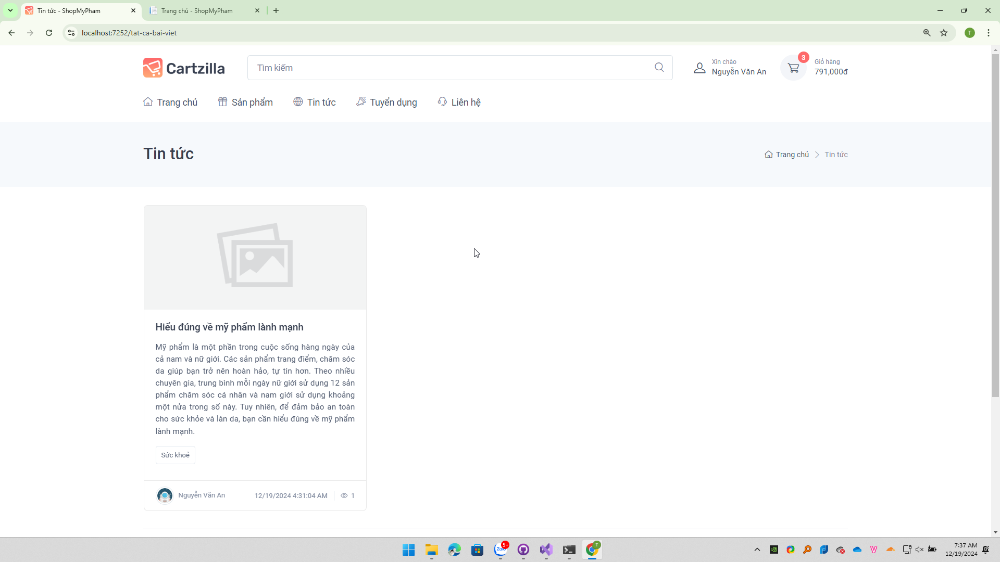 Tin tức - ShopMyPham
Trang chủ - ShopMyPham
localhost:7252/tat-ca-bai-viet
T
Cartzilla
Tìm kiếm
Xin chào
Nguyễn Văn An
3
Giỏ hàng
791,000đ
Trang chủ
Sản phẩm
Tin tức
Tuyển dụng
Liên hệ
Tin tức
Trang chủ
Tin tức
Hiểu đúng về mỹ phẩm lành mạnh
Mỹ phẩm là một phần trong cuộc sống hàng ngày của
cả nam và nữ giới. Các sản phẩm trang điểm, chăm sóc
da giúp bạn trở nên hoàn hảo, tự tin hơn. Theo nhiều
chuyên gia, trung bình mỗi ngày nữ giới sử dụng 12 sản
phẩm chăm sóc cá nhân và nam giới sử dụng khoảng
một nửa trong số này. Tuy nhiên, để đảm bảo an toàn
cho sức khỏe và làn da, bạn cần hiểu đúng về mỹ phẩm
lành mạnh.
Sức khoẻ
Nguyễn Văn An
12/19/2024 4:31:04 AM
1
Zalo
5+
T
7:37 AM
12/19/2024